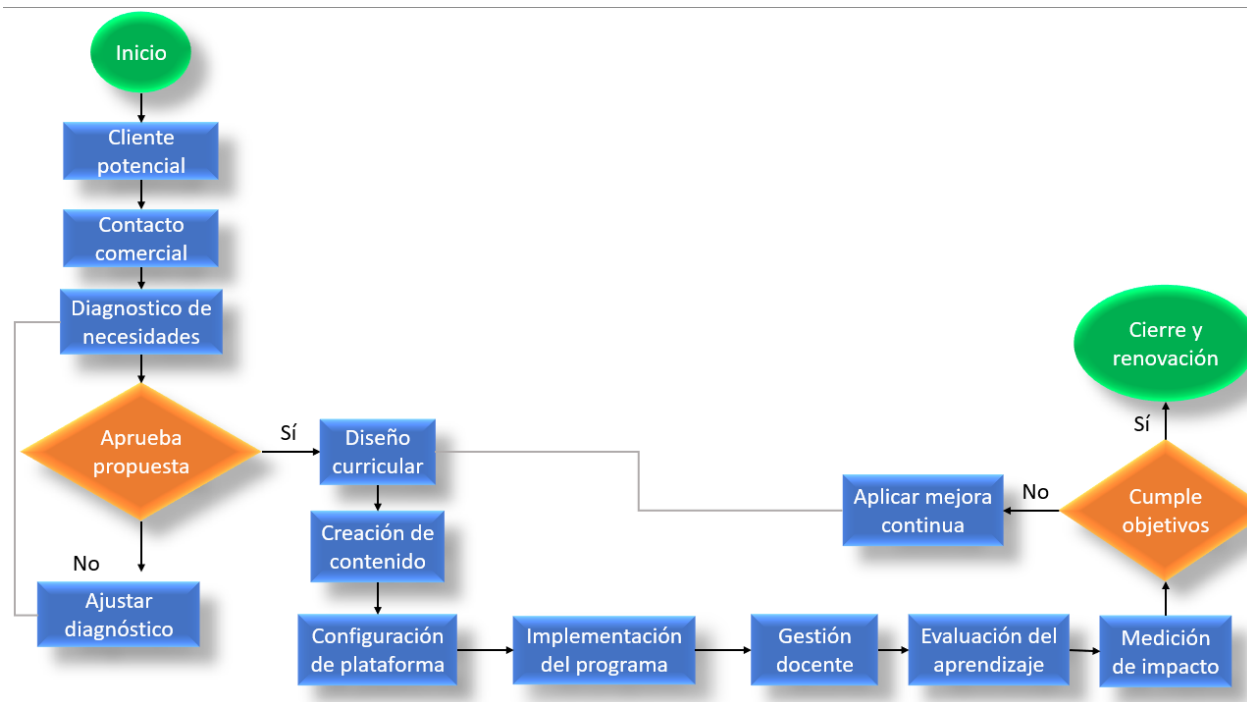 Inicio
Cliente
potencial
Contacto
comercial
Diagnostico de
necesidades
Aprueba
propuesta
No
Ajustar
diagnóstico
Sí
Diseño
curricular
Creación de
contenido
Configuración
de plataforma
Implementación
del programa
Gestión
docente
Evaluación del
aprendizaje
Medición
de impacto
Cumple
objetivos
No
Aplicar mejora
continua
Sí
Cierre y
renovación